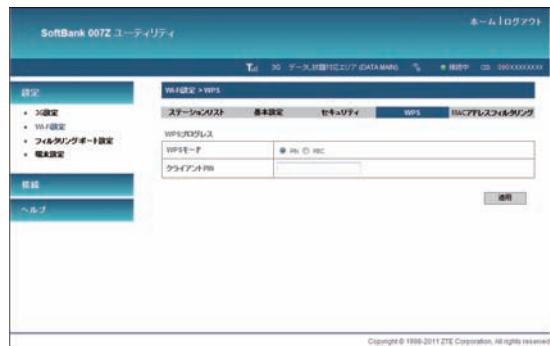 ホーム | ログアウト
SoftBank 007Z ユーティリティ
3G データ通信対応エリア (DATA MAIN)
接続中
設定
Wi-Fi設定 > WPS
3G設定
Wi-Fi設定
フィルタリングポート設定
端末設定
ステーションリスト 基本設定 セキュリティ WPS MACアドレスフィルタリング
WPSプログレス
WPSモード PIN PBC
クライアントPIN
適用
接続
ヘルプ
Copyright © 1998-2011 ZTE Corporation, All rights reserved